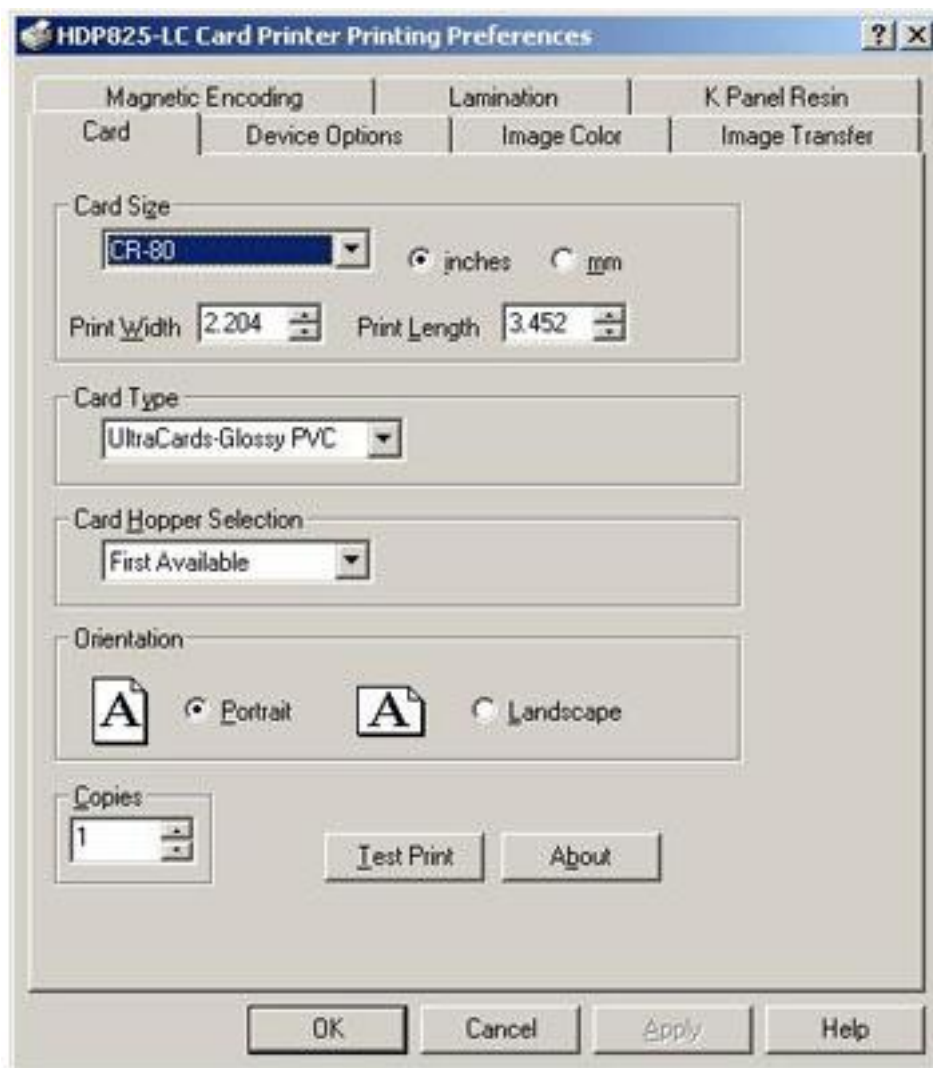 HDP825-LC Card Printer Printing Preferences
Magnetic Encoding Lamination K Panel Resin
Card Device Options Image Color Image Transfer
Card Size
CR-80 inches mm
Print Width 2.204 Print Length 3.452
Card Type
UltraCards-Glossy PVC
Card Hopper Selection
First Available
Orientation
A Portrait A Landscape
Copies
1
Test Print About
OK Cancel Apply Help